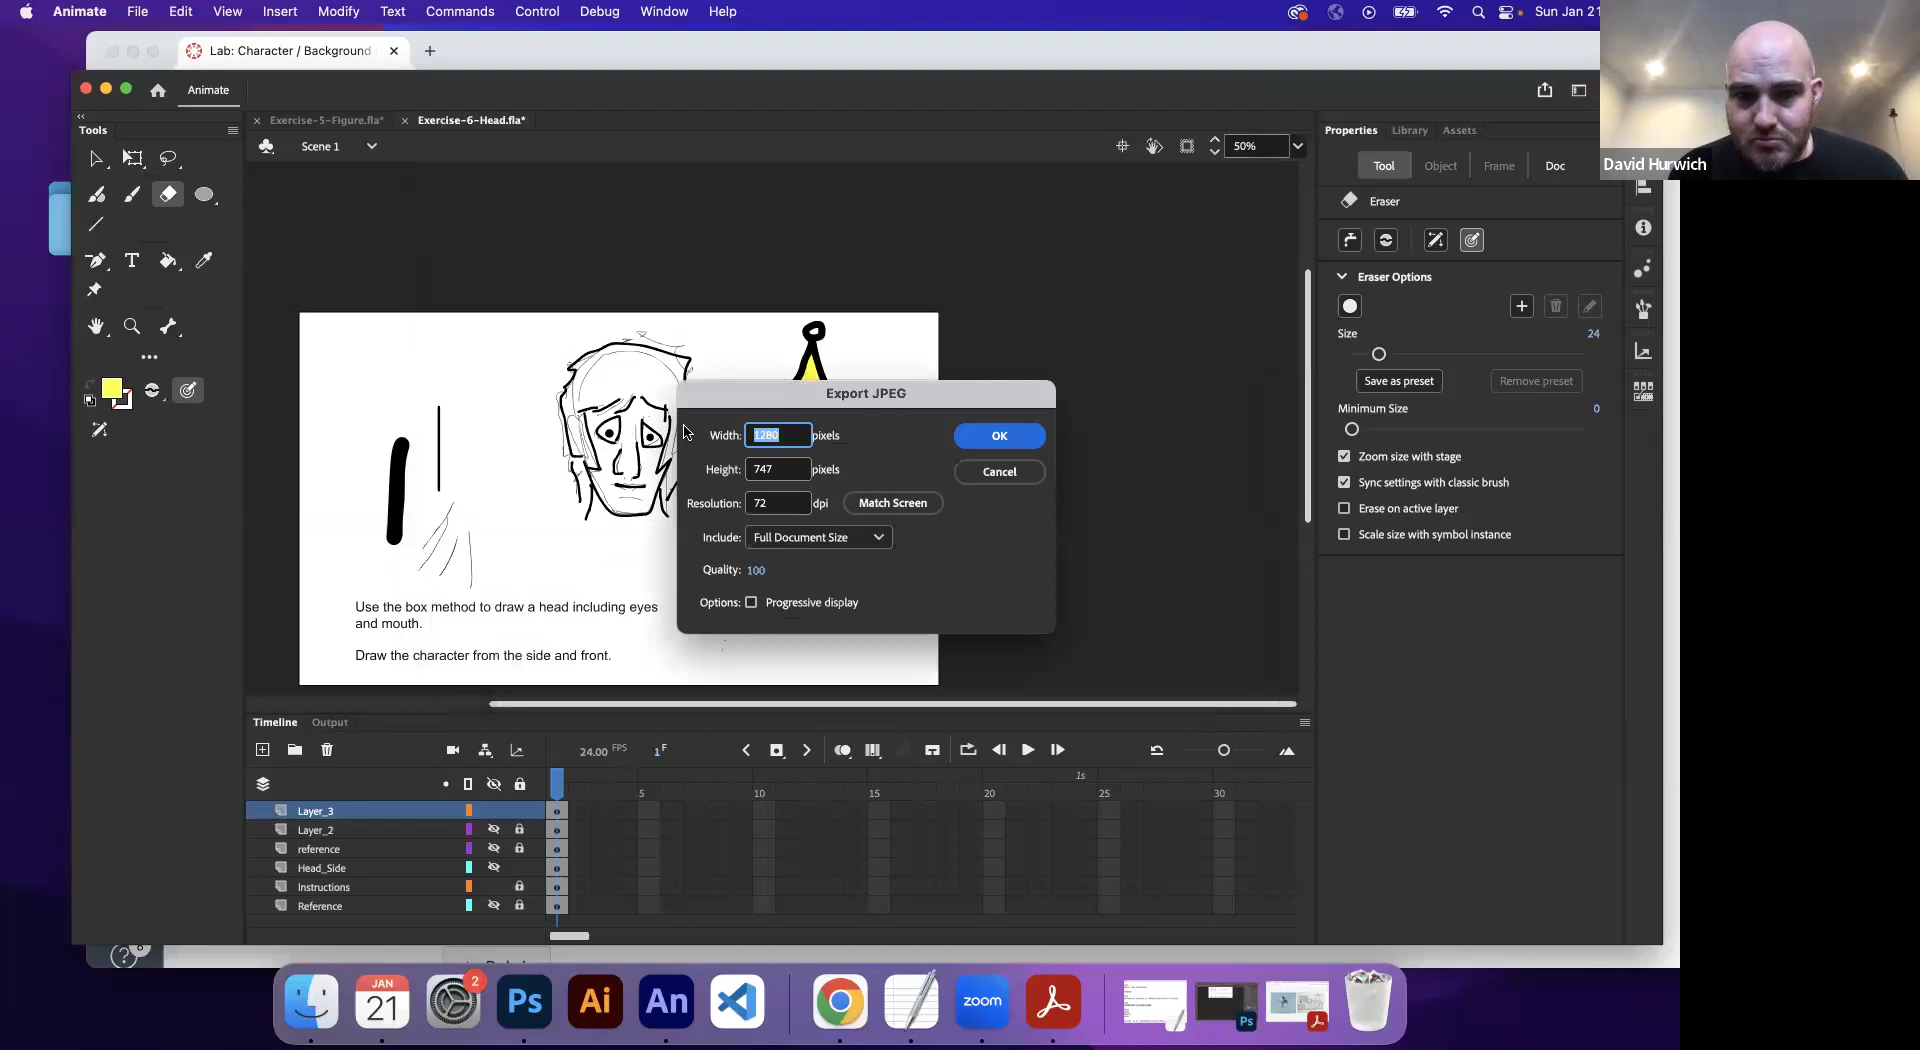 Animate File Edit View Insert Modify Text Commands Control Debug Window Help
Sun Jan 21
Lab: Character / Background
Animate
Exercise-5-Figure.fla*
Exercise-6-Head.fla*
Tools
Scene 1
50%
Properties Library Assets
Tool Object Frame Doc
David Hurwich
Eraser
Eraser Options
Size 24
Save as preset Remove preset
Minimum Size 0
Zoom size with stage
Sync settings with classic brush
Erase on active layer
Scale size with symbol instance
T
Export JPEG
Width: 1280 pixels
OK
Height: 747 pixels
Cancel
Resolution: 72 dpi Match Screen
Include: Full Document Size
Quality: 100
Options: Progressive display
Use the box method to draw a head including eyes
and mouth.
Draw the character from the side and front.
Timeline Output
24.00 FPS 1 F
1s
5 10 15 20 25 30
Layer_3
Layer_2
reference
Head_Side
Instructions
Reference
JAN
21
2
Ps
Ai
An
zoom
Ps